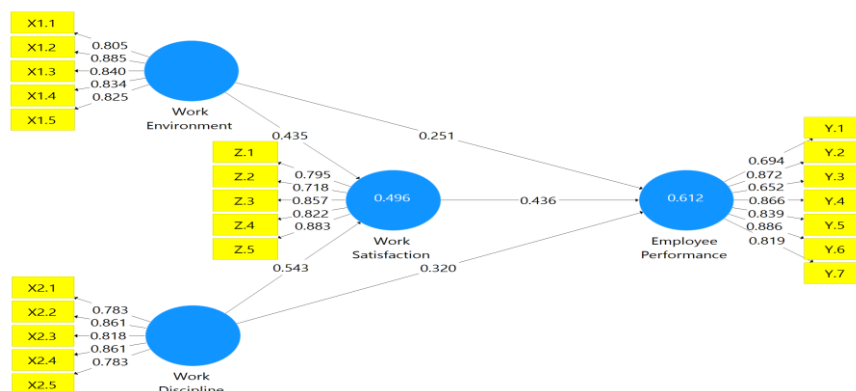 X1.1
X1.2
X1.3
X1.4
X1.5
0.805
0.885
0.840
0.834
0.825
Work
Environment
0.435
0.251
Z.1
Z.2
Z.3
Z.4
Z.5
0.795
0.718
0.857
0.822
0.883
0.496
Work
Satisfaction
0.436
0.543
0.320
Y.1
Y.2
Y.3
Y.4
Y.5
Y.6
Y.7
0.694
0.872
0.652
0.866
0.839
0.886
0.819
0.612
Employee
Performance
X2.1
X2.2
X2.3
X2.4
X2.5
0.783
0.861
0.818
0.861
0.783
Work
Discipline